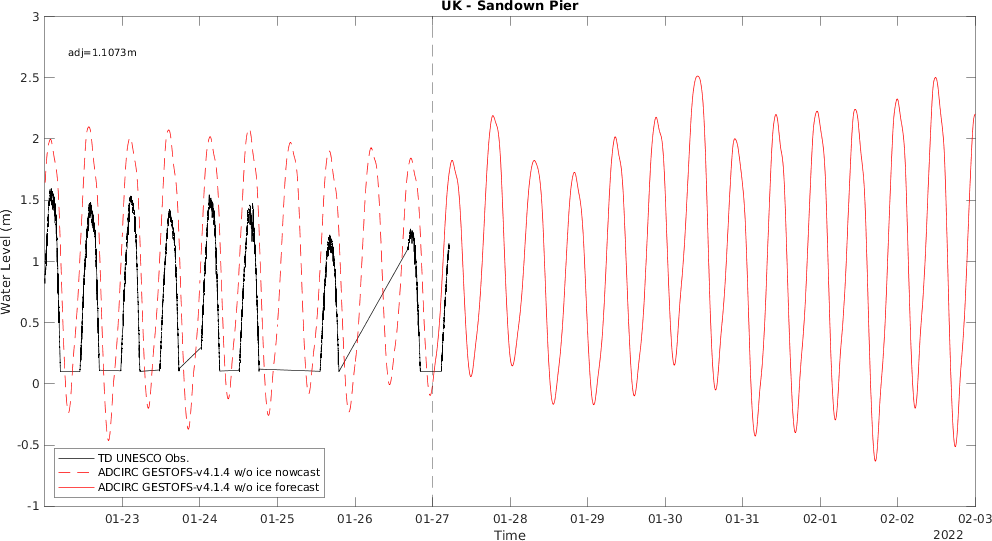 UK - Sandown Pier
adj=1.1073m
Water Level (m)
3
2.5
2
1.5
1
0.5
0
-0.5
-1
TD UNESCO Obs.
ADCIRC GESTOFS-v4.1.4 w/o ice nowcast
ADCIRC GESTOFS-v4.1.4 w/o ice forecast
01-23 01-24 01-25 01-26 01-27 01-28 01-29 01-30 01-31 02-01 02-02 02-03
Time
2022